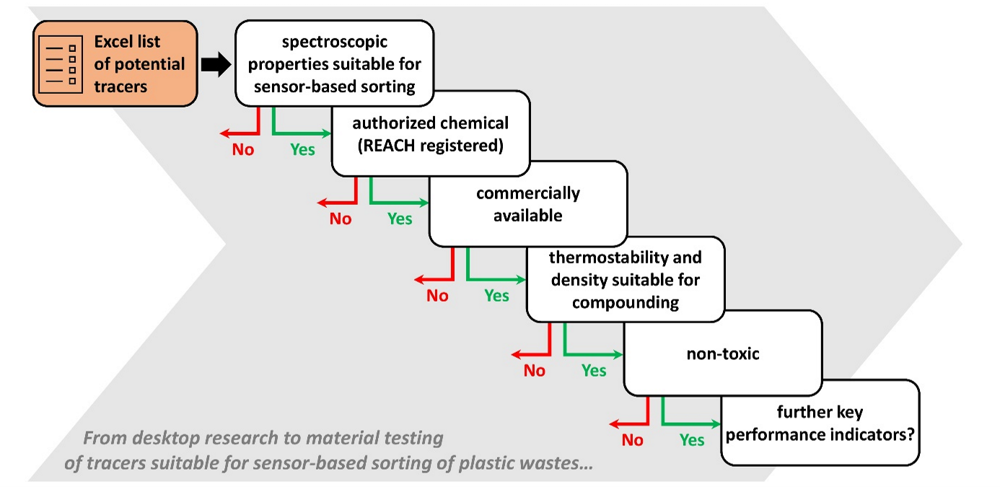 Excel list
of potential
tracers
spectroscopic
properties suitable for
sensor-based sorting
No
Yes
authorized chemical
(REACH registered)
No
Yes
commercially
available
No
Yes
thermostability and
density suitable for
compounding
No
Yes
non-toxic
No
Yes
further key
performance indicators?
From desktop research to material testing
of tracers suitable for sensor-based sorting of plastic wastes...